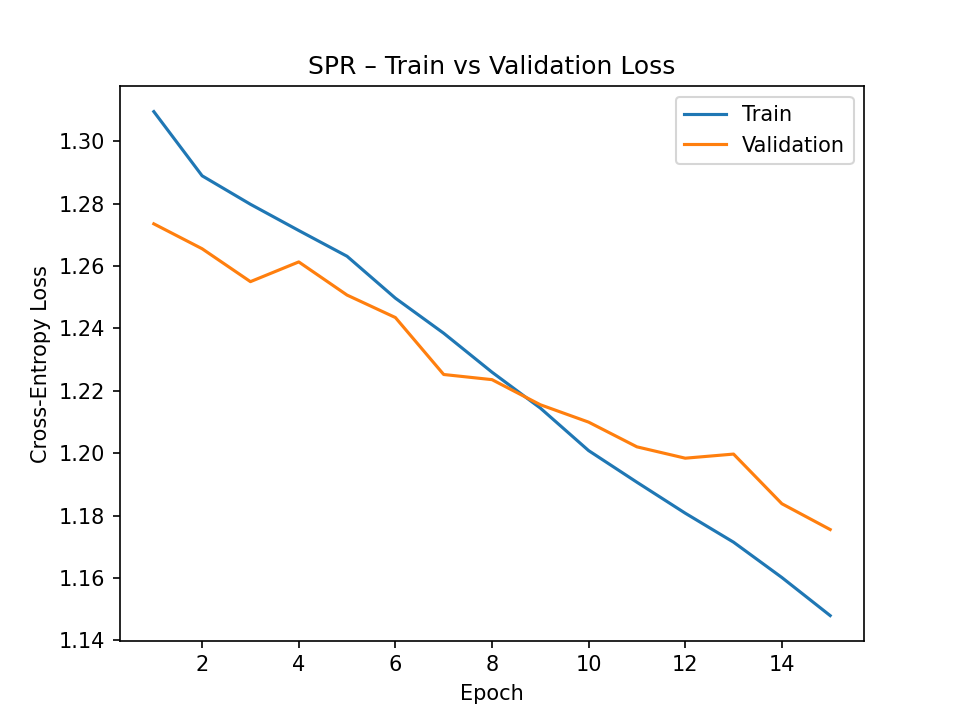 SPR – Train vs Validation Loss
Train
Validation
Cross-Entropy Loss
1.30
1.28
1.26
1.24
1.22
1.20
1.18
1.16
1.14
2 4 6 8 10 12 14
Epoch